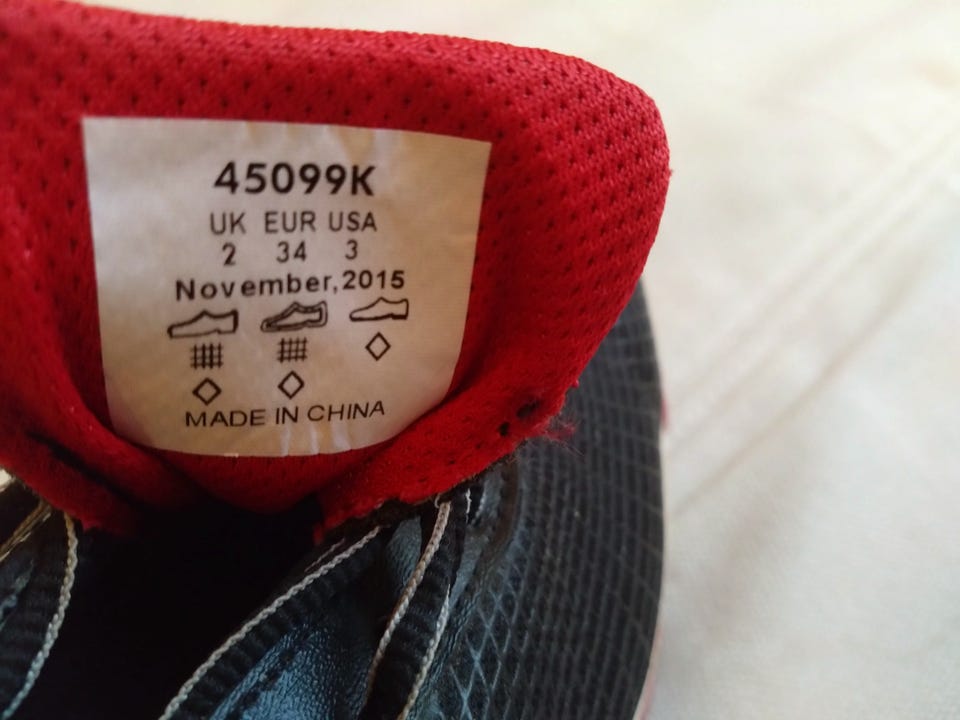 45099K
UK EUR USA
2 34 3
November,2015
MADE IN CHINA